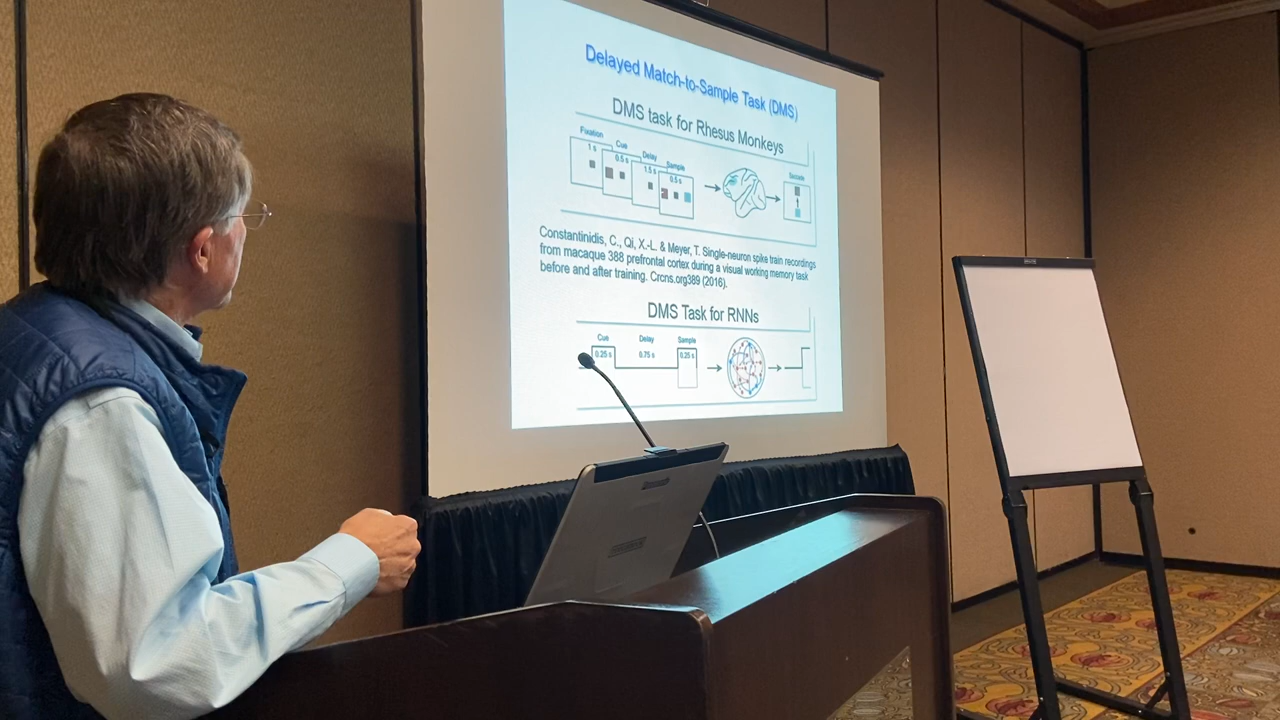 Delayed Match-to-Sample Task (DMS)
DMS task for Rhesus Monkeys
Fixation
1 s
Cue
0.5 s
Delay
1.5 s
Sample
0.5 s
Saccade
Constantinidis, C., Qi, X.-L. & Meyer, T. Single-neuron spike train recordings
from macaque 388 prefrontal cortex during a visual working memory task
before and after training. Crcns.org389 (2016).
DMS Task for RNNs
Cue
Delay
Sample
0.25 s
0.75 s
0.25 s